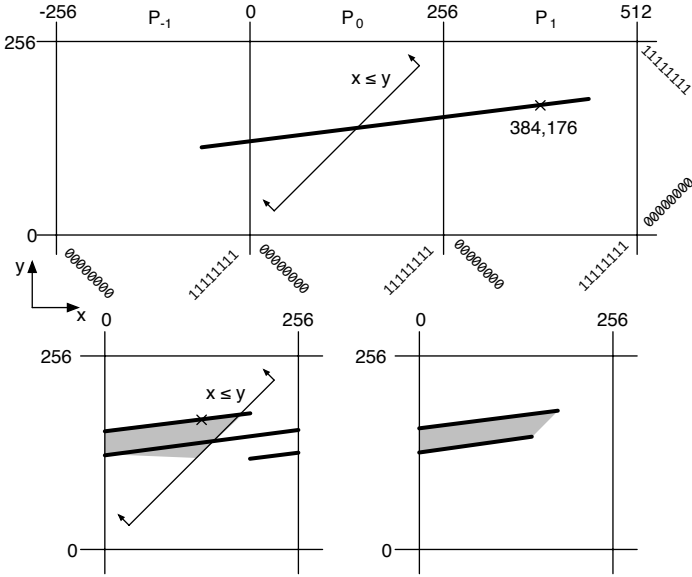 -256 P-1 0 P0 256 P1 512
256
11111111
x ≤ y
384,176
00000000
0
00000000 11111111 00000000 11111111 00000000 11111111
y
x
0 256 0 256
256 256
x ≤ y
0 0